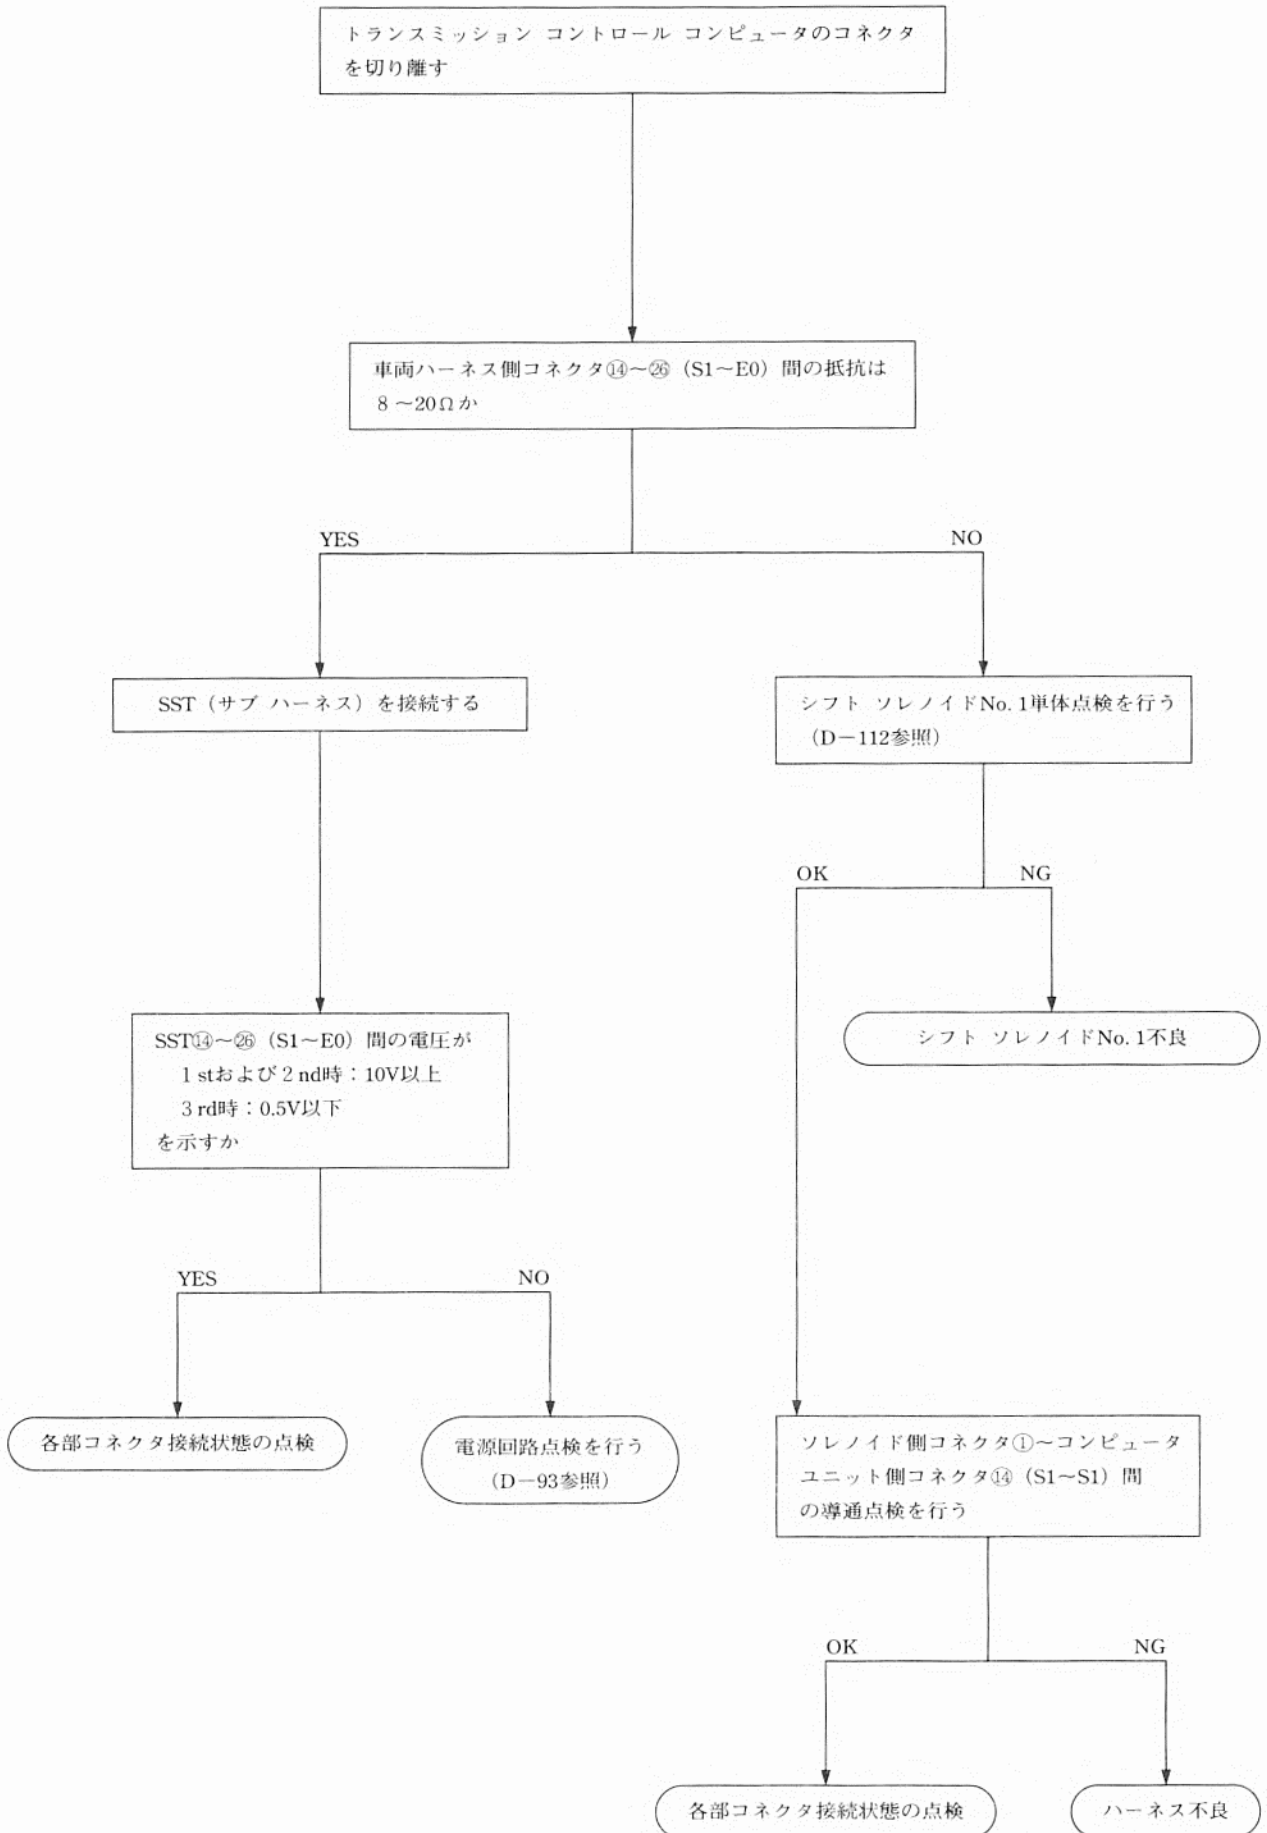 トランスミッション コントロール コンピュータのコネクタ
を切り離す
車両ハーネス側コネクタ⑭～㉖（S1～E0）間の抵抗は
8～20Ωか
YES
NO
SST（サブ ハーネス）を接続する
シフト ソレノイドNo. 1単体点検を行う
（D－112参照）
OK
NG
シフト ソレノイドNo. 1不良
SST⑭～㉖（S1～E0）間の電圧が
1 stおよび2 nd時：10V以上
3 rd時：0.5V以下
を示すか
YES
NO
各部コネクタ接続状態の点検
電源回路点検を行う
（D－93参照）
ソレノイド側コネクタ①～コンピュータ
ユニット側コネクタ⑭（S1～S1）間
の導通点検を行う
OK
NG
各部コネクタ接続状態の点検
ハーネス不良